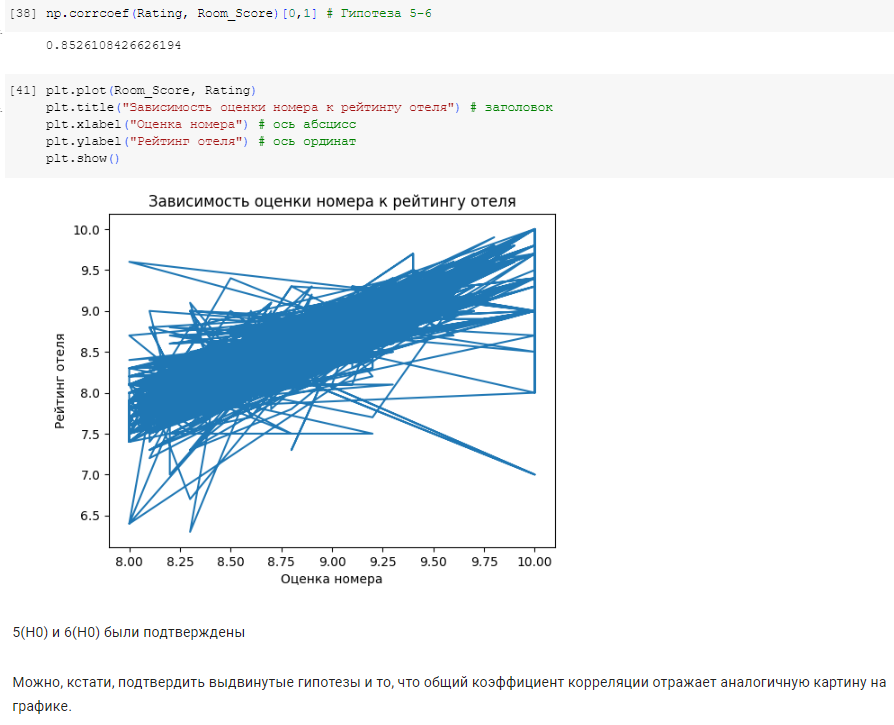 [38] np.corrcoef(Rating, Room_Score)[0,1] # Гипотеза 5-6
0.8526108426626194
[41] plt.plot(Room_Score, Rating)
plt.title("Зависимость оценки номера к рейтингу отеля") # заголовок
plt.xlabel("Оценка номера") # ось абсцисс
plt.ylabel("Рейтинг отеля") # ось ординат
plt.show()
Зависимость оценки номера к рейтингу отеля
10.0
9.5
9.0
8.5
8.0
7.5
7.0
6.5
Рейтинг отеля
8.00 8.25 8.50 8.75 9.00 9.25 9.50 9.75 10.00
Оценка номера
5(H0) и 6(H0) были подтверждены
Можно, кстати, подтвердить выдвинутые гипотезы и то, что общий коэффициент корреляции отражает аналогичную картину на
графике.